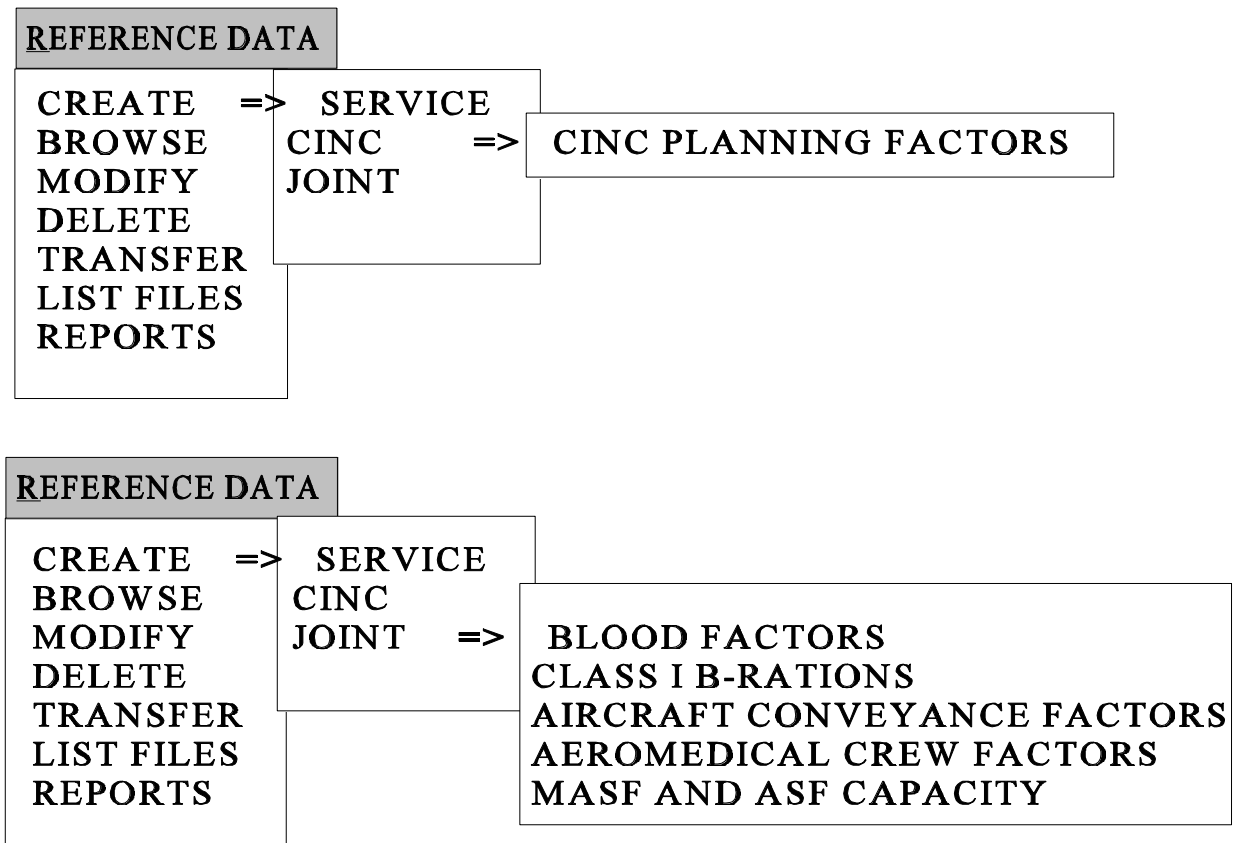 REFERENCE DATA
CREATE => SERVICE
BROWSE CINC => CINC PLANNING FACTORS
MODIFY JOINT
DELETE
TRANSFER
LIST FILES
REPORTS
REFERENCE DATA
CREATE => SERVICE
BROWSE CINC
MODIFY JOINT => BLOOD FACTORS
DELETE CLASS I B-RATIONS
TRANSFER AIRCRAFT CONVEYANCE FACTORS
LIST FILES AEROMEDICAL CREW FACTORS
REPORTS MASF AND ASF CAPACITY